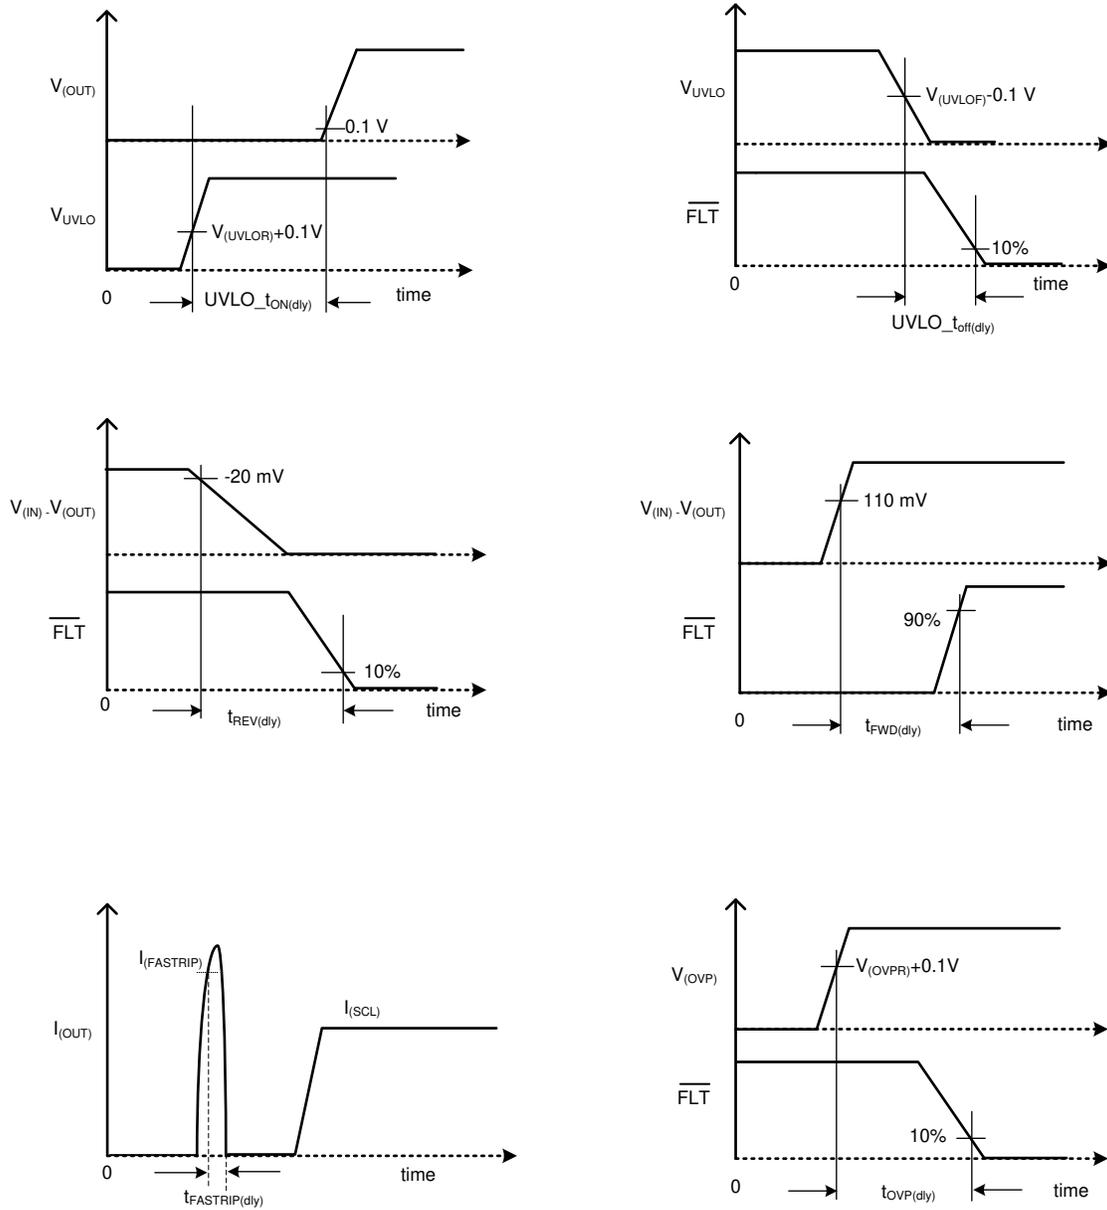 V(OUT)
0.1 V
VUVLO
V(UVLOR)+0.1V
0
UVLO_tON(dly)
time
VUVLO
V(UVLOF)-0.1 V
FLT
10%
0
time
UVLO_toff(dly)
V(IN) - V(OUT)
-20 mV
FLT
10%
0
tREV(dly)
time
V(IN) - V(OUT)
110 mV
FLT
90%
0
tFWD(dly)
time
I(FASTRIP)
I(OUT)
I(SCL)
0
time
tFASTRIP(dly)
V(OVP)
V(OVPR)+0.1V
FLT
10%
0
tOVP(dly)
time